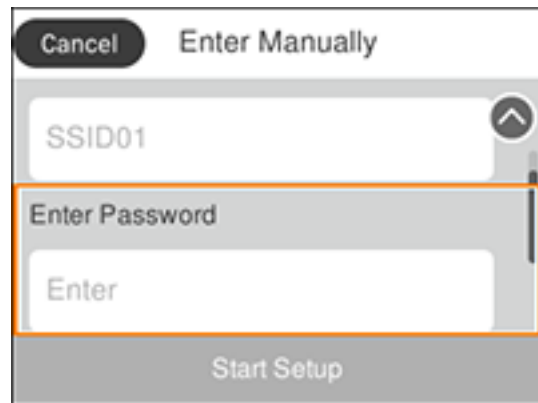 Cancel Enter Manually
SSID01
Enter Password
Enter
Start Setup